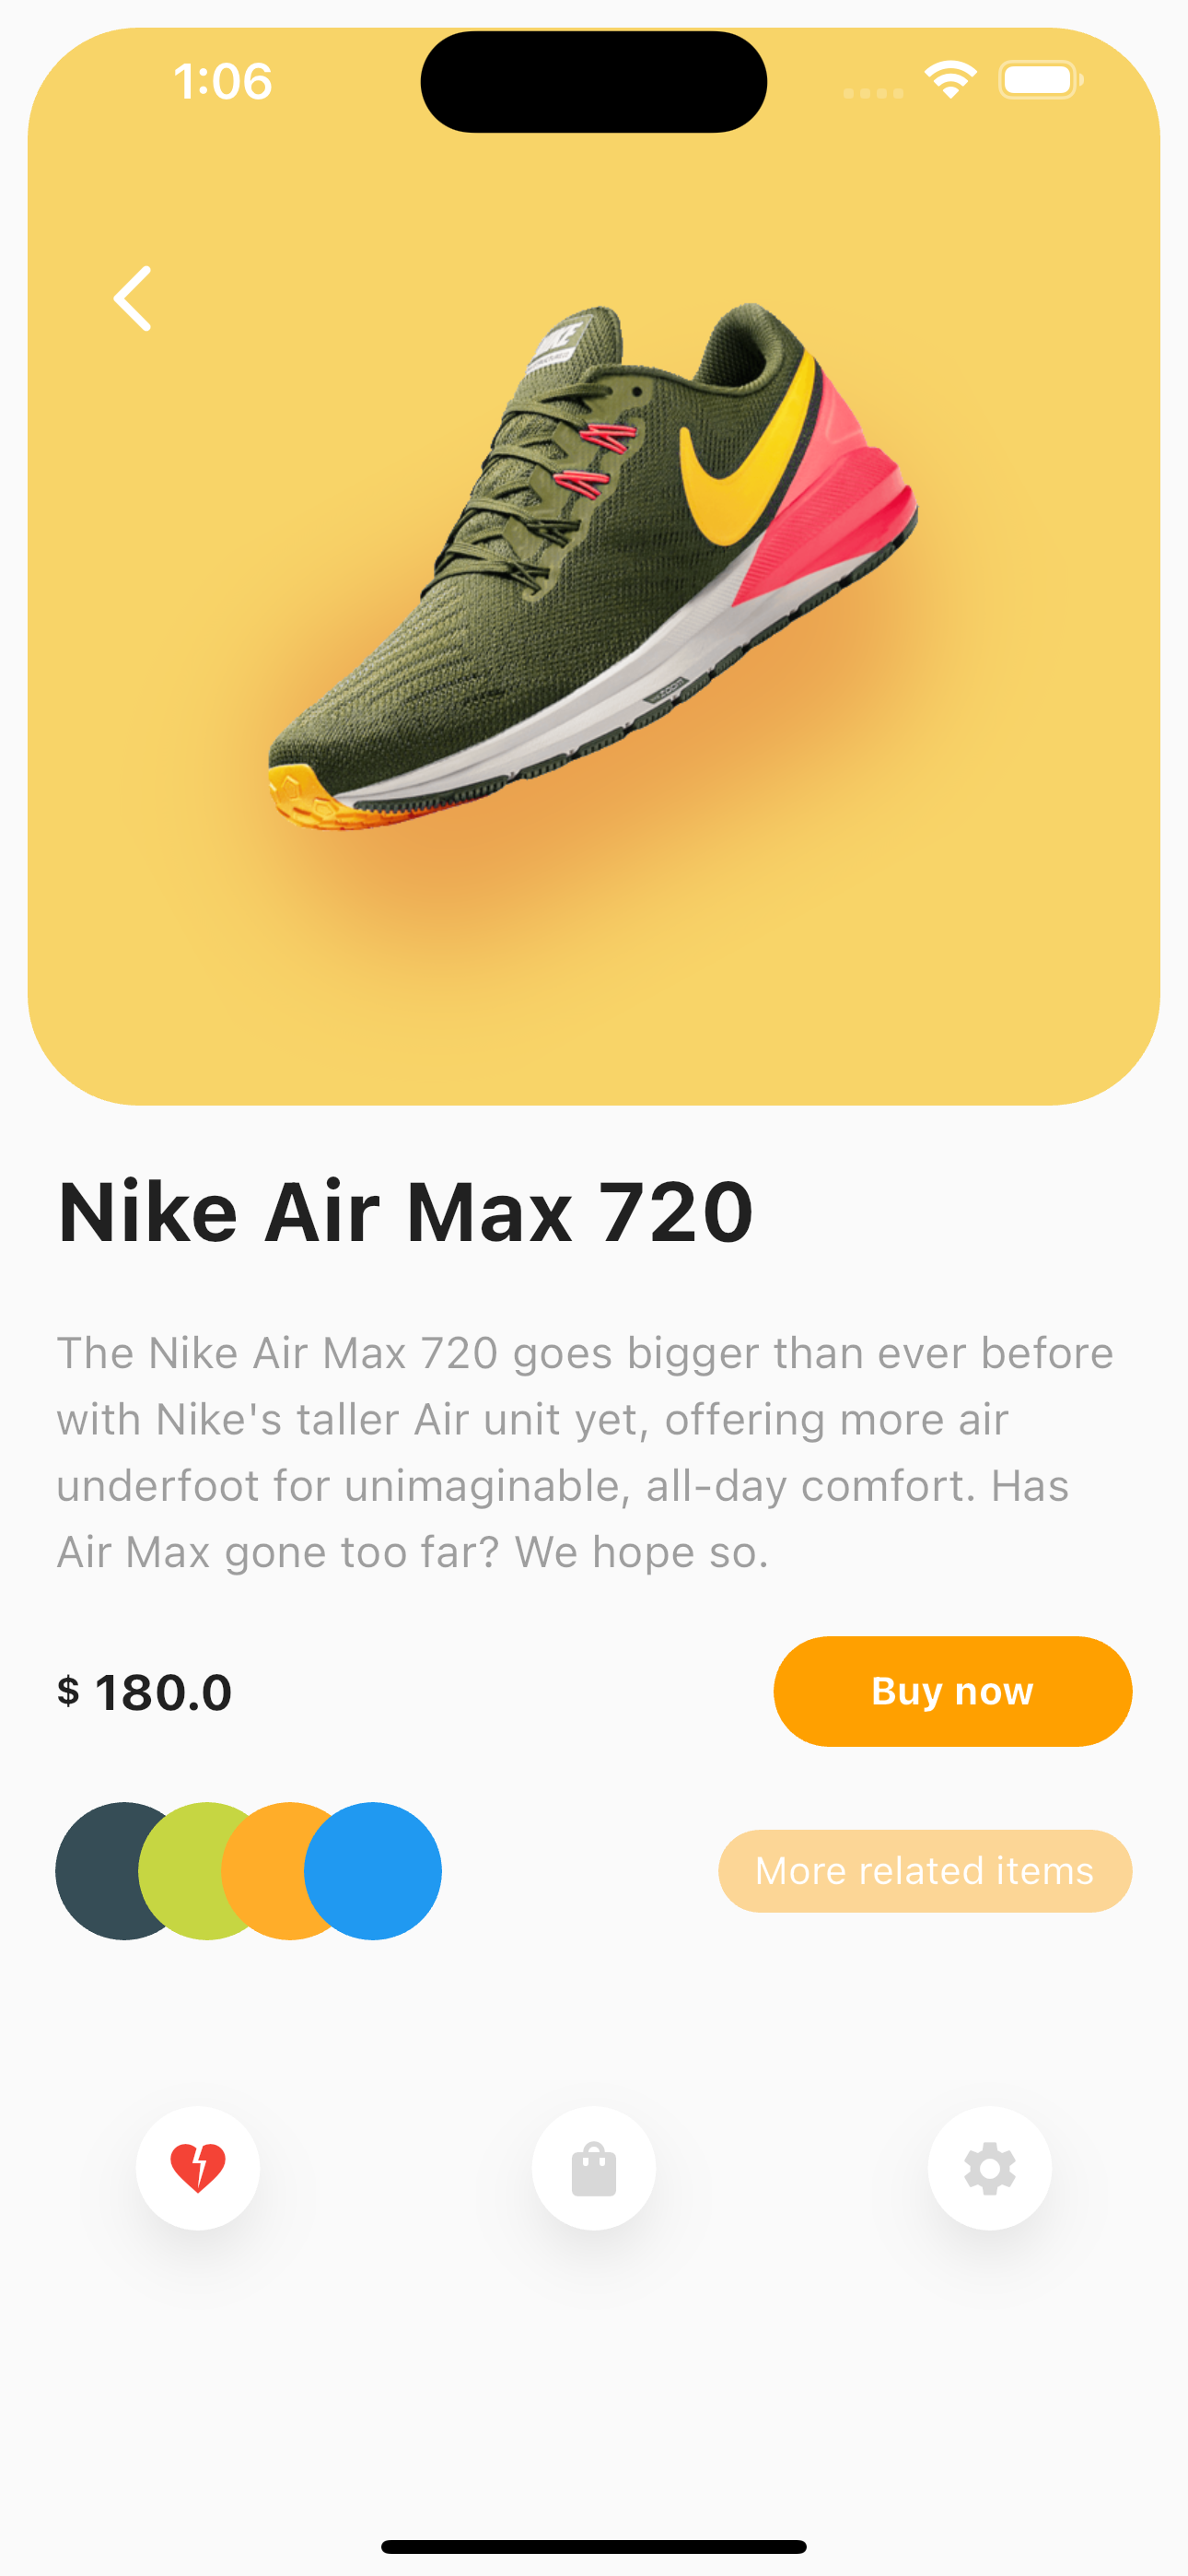 1:06
NIKE
ZOOM
Nike Air Max 720
The Nike Air Max 720 goes bigger than ever before
with Nike's taller Air unit yet, offering more air
underfoot for unimaginable, all-day comfort. Has
Air Max gone too far? We hope so.
$ 180.0
Buy now
More related items